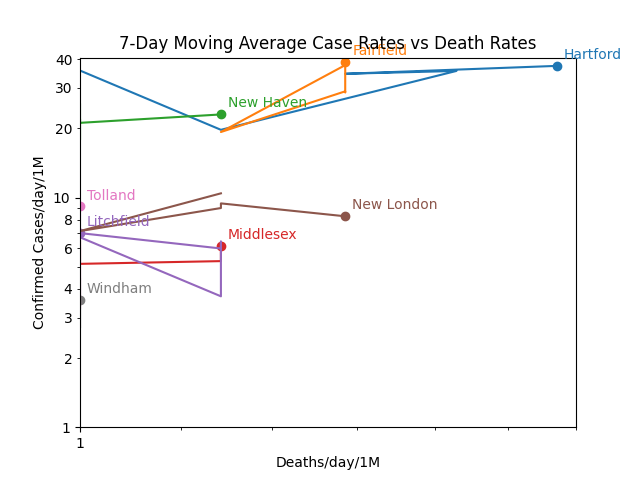 7-Day Moving Average Case Rates vs Death Rates
Fairfield
Hartford
New Haven
Tolland
New London
Litchfield
Middlesex
Windham
40
30
20
10
8
6
4
3
2
1
1
Confirmed Cases/day/1M
Deaths/day/1M